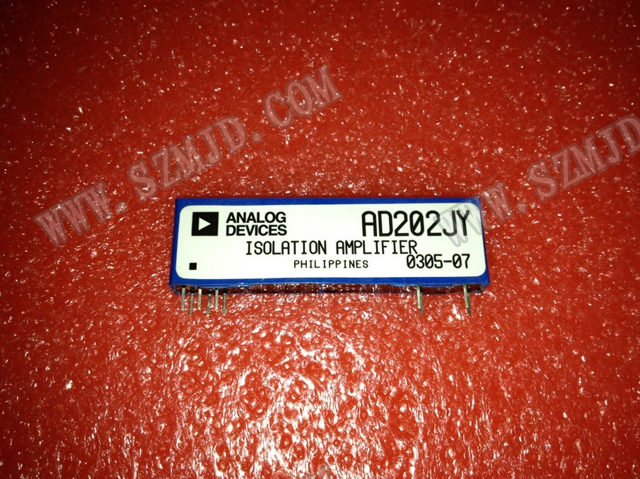 WWW.SZMJD.COM
WWW.SZMJD
ANALOG
DEVICES
AD202JY
ISOLATION AMPLIFIER
PHILIPPINES
0305-07